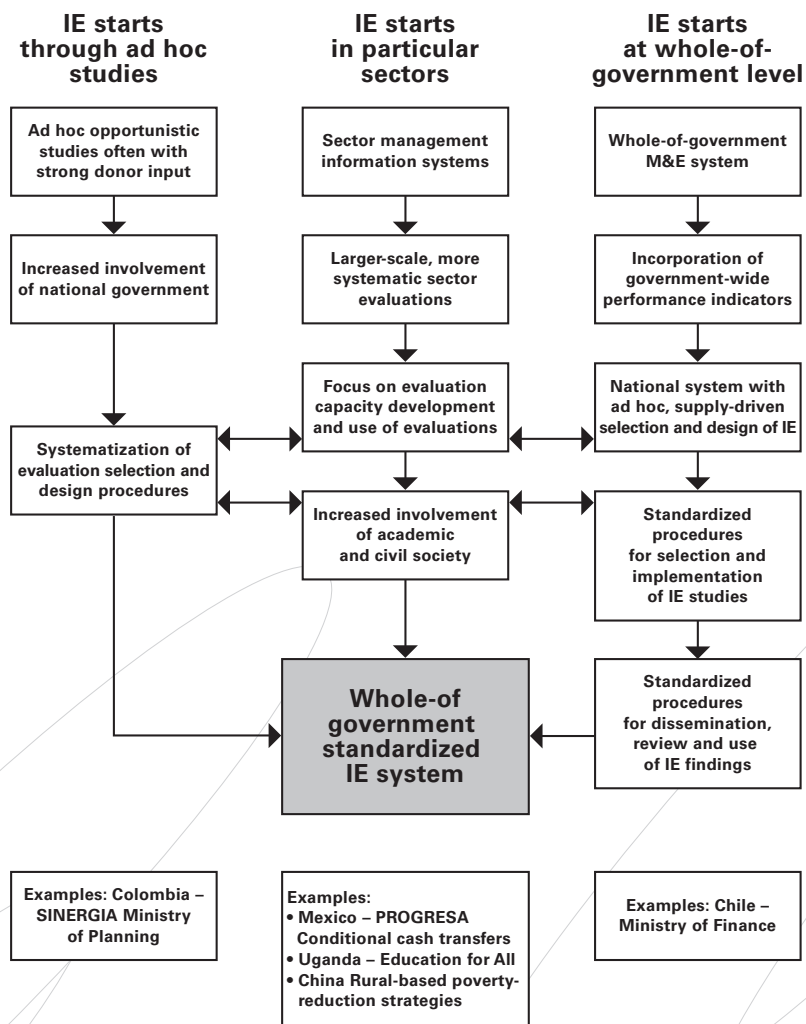 IE starts
through ad hoc
studies
Ad hoc opportunistic
studies often with
strong donor input
Increased involvement
of national government
Systematization of
evaluation selection and
design procedures
IE starts
in particular
sectors
Sector management
information systems
Larger-scale, more
systematic sector
evaluations
Focus on evaluation
capacity development
and use of evaluations
Increased involvement
of academic
and civil society
IE starts
at whole-of-
government level
Whole-of-government
M&E system
Incorporation of
government-wide
performance indicators
National system with
ad hoc, supply-driven
selection and design of IE
Standardized
procedures
for selection and
implementation
of IE studies
Standardized
procedures
for dissemination,
review and use
of IE findings
Whole-of
government
standardized
IE system
Examples: Colombia –
SINERGIA Ministry
of Planning
Examples:
• Mexico – PROGRESA
Conditional cash transfers
• Uganda – Education for All
• China Rural-based poverty-
reduction strategies
Examples: Chile –
Ministry of Finance